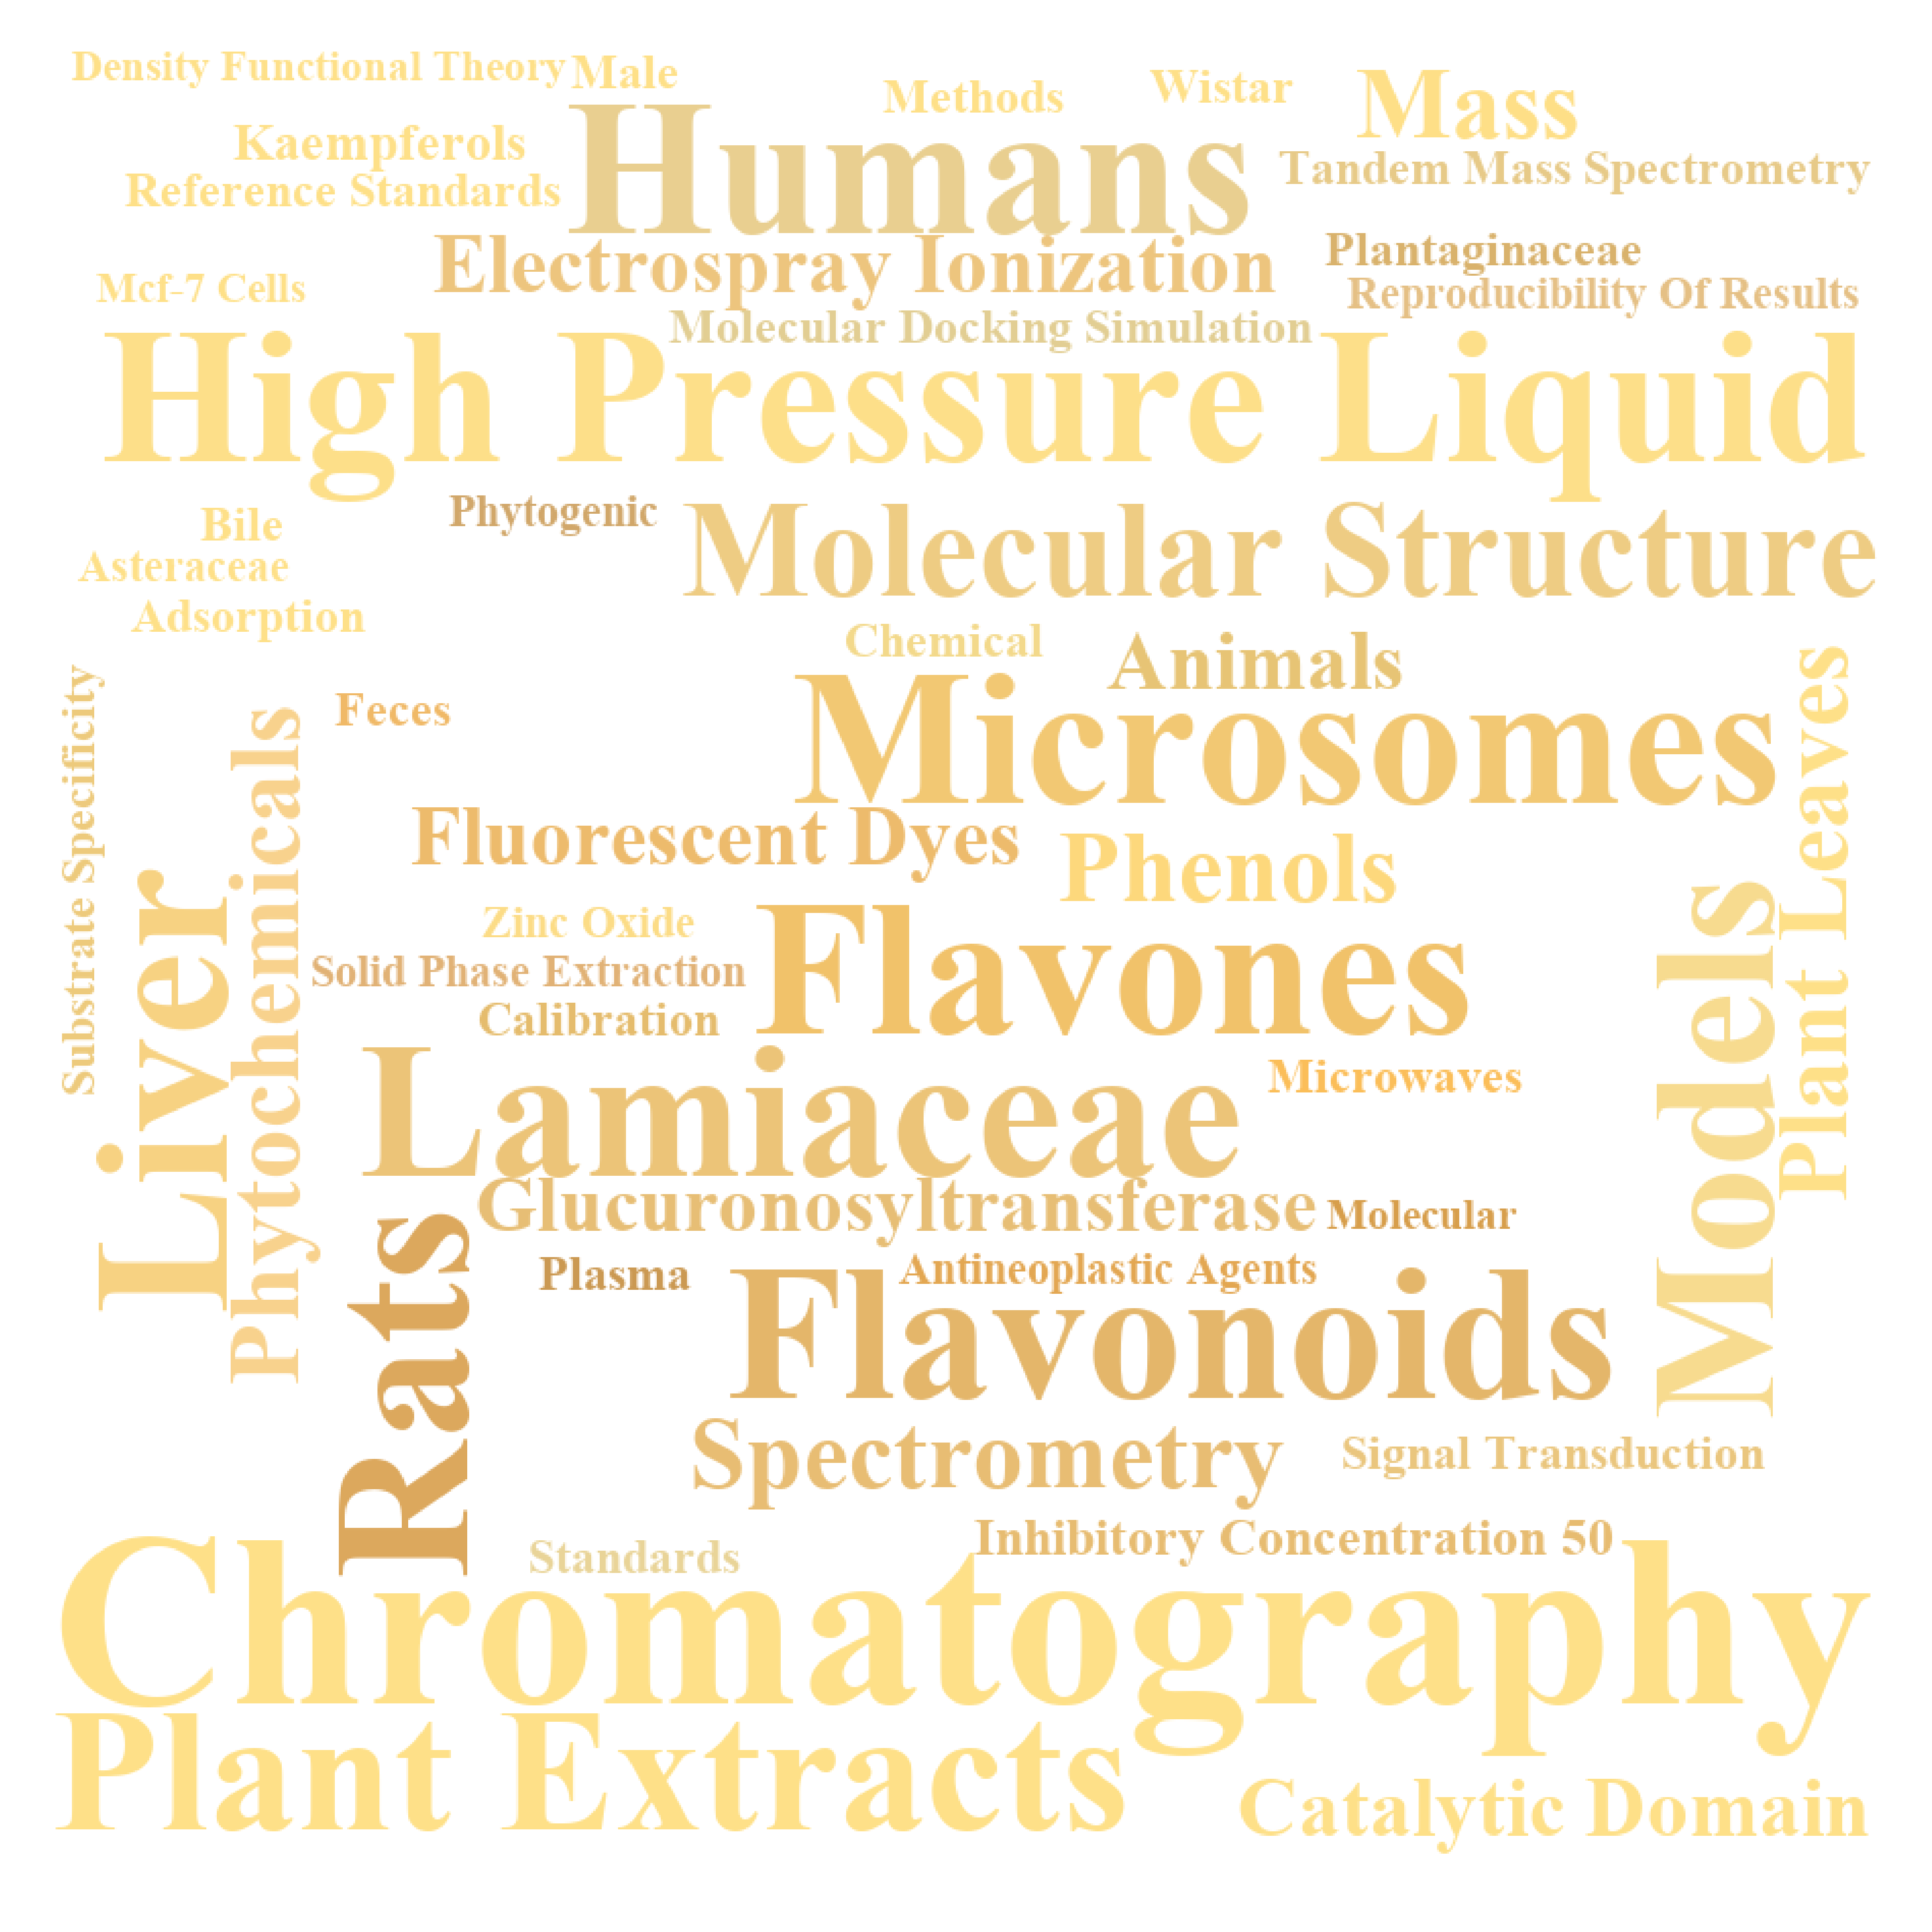 Density Functional Theory
Male
Methods
Wistar
Mass
Kaempferols
Humans
Tandem Mass Spectrometry
Reference Standards
Electrospray Ionization
Plantaginaceae
Mcf-7 Cells
Reproducibility Of Results
Molecular Docking Simulation
High Pressure Liquid
Phytogenic
Bile
Molecular Structure
Asteraceae
Adsorption
Chemical
Animals
Substrate Specificity
Feces
Microsomes
Plant Leaves
Liver
Phytochemicals
Fluorescent Dyes
Phenols
Models
Zinc Oxide
Flavones
Solid Phase Extraction
Calibration
Lamiaceae
Microwaves
Glucuronosyltransferase
Molecular
Rats
Plasma
Antineoplastic Agents
Flavonoids
Spectrometry
Signal Transduction
Standards
Inhibitory Concentration 50
Chromatography
Plant Extracts
Catalytic Domain